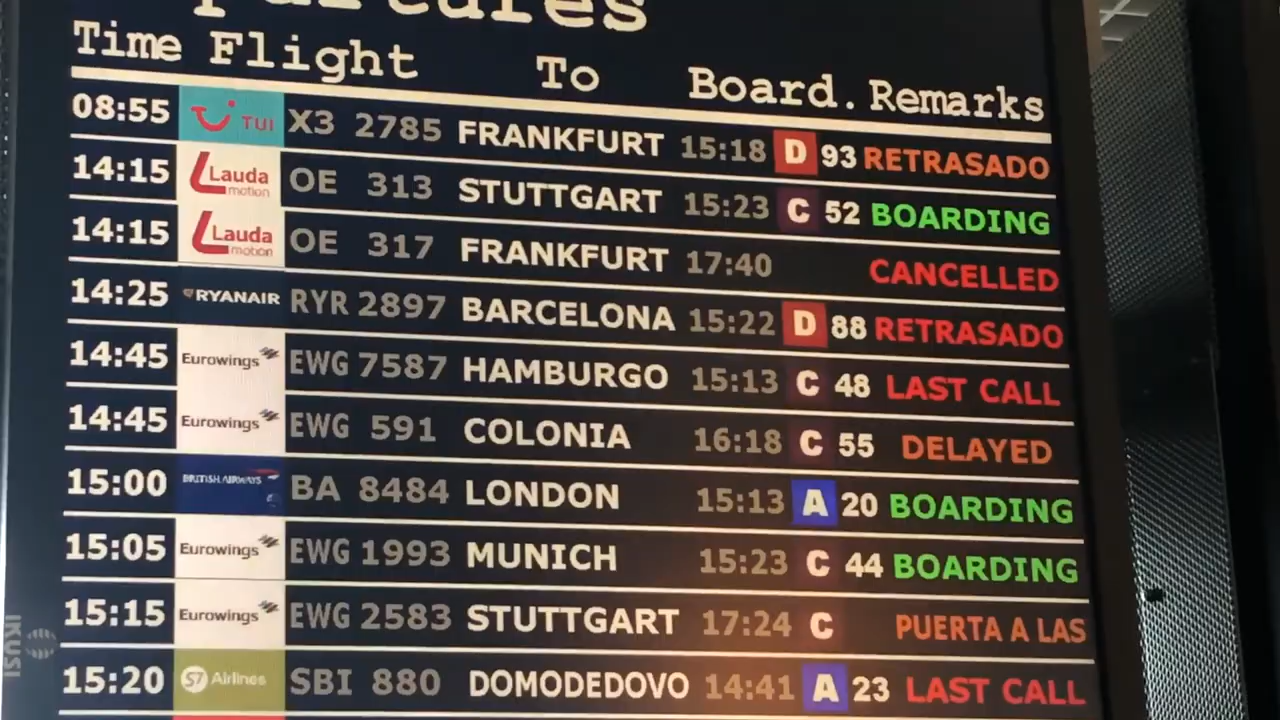 partures
Time Flight To Board. Remarks
08:55 TUI X3 2785 FRANKFURT 15:18 D 93 RETRASADO
14:15 Lauda motion OE 313 STUTTGART 15:23 C 52 BOARDING
14:15 Lauda motion OE 317 FRANKFURT 17:40 CANCELLED
14:25 RYANAIR RYR 2897 BARCELONA 15:22 D 88 RETRASADO
14:45 Eurowings EWG 7587 HAMBURGO 15:13 C 48 LAST CALL
14:45 Eurowings EWG 591 COLONIA 16:18 C 55 DELAYED
15:00 BRITISH AIRWAYS BA 8484 LONDON 15:13 A 20 BOARDING
15:05 Eurowings EWG 1993 MUNICH 15:23 C 44 BOARDING
15:15 Eurowings EWG 2583 STUTTGART 17:24 C PUERTA A LAS
15:20 S7 Airlines SBI 880 DOMODEDOVO 14:41 A 23 LAST CALL
IKUSI